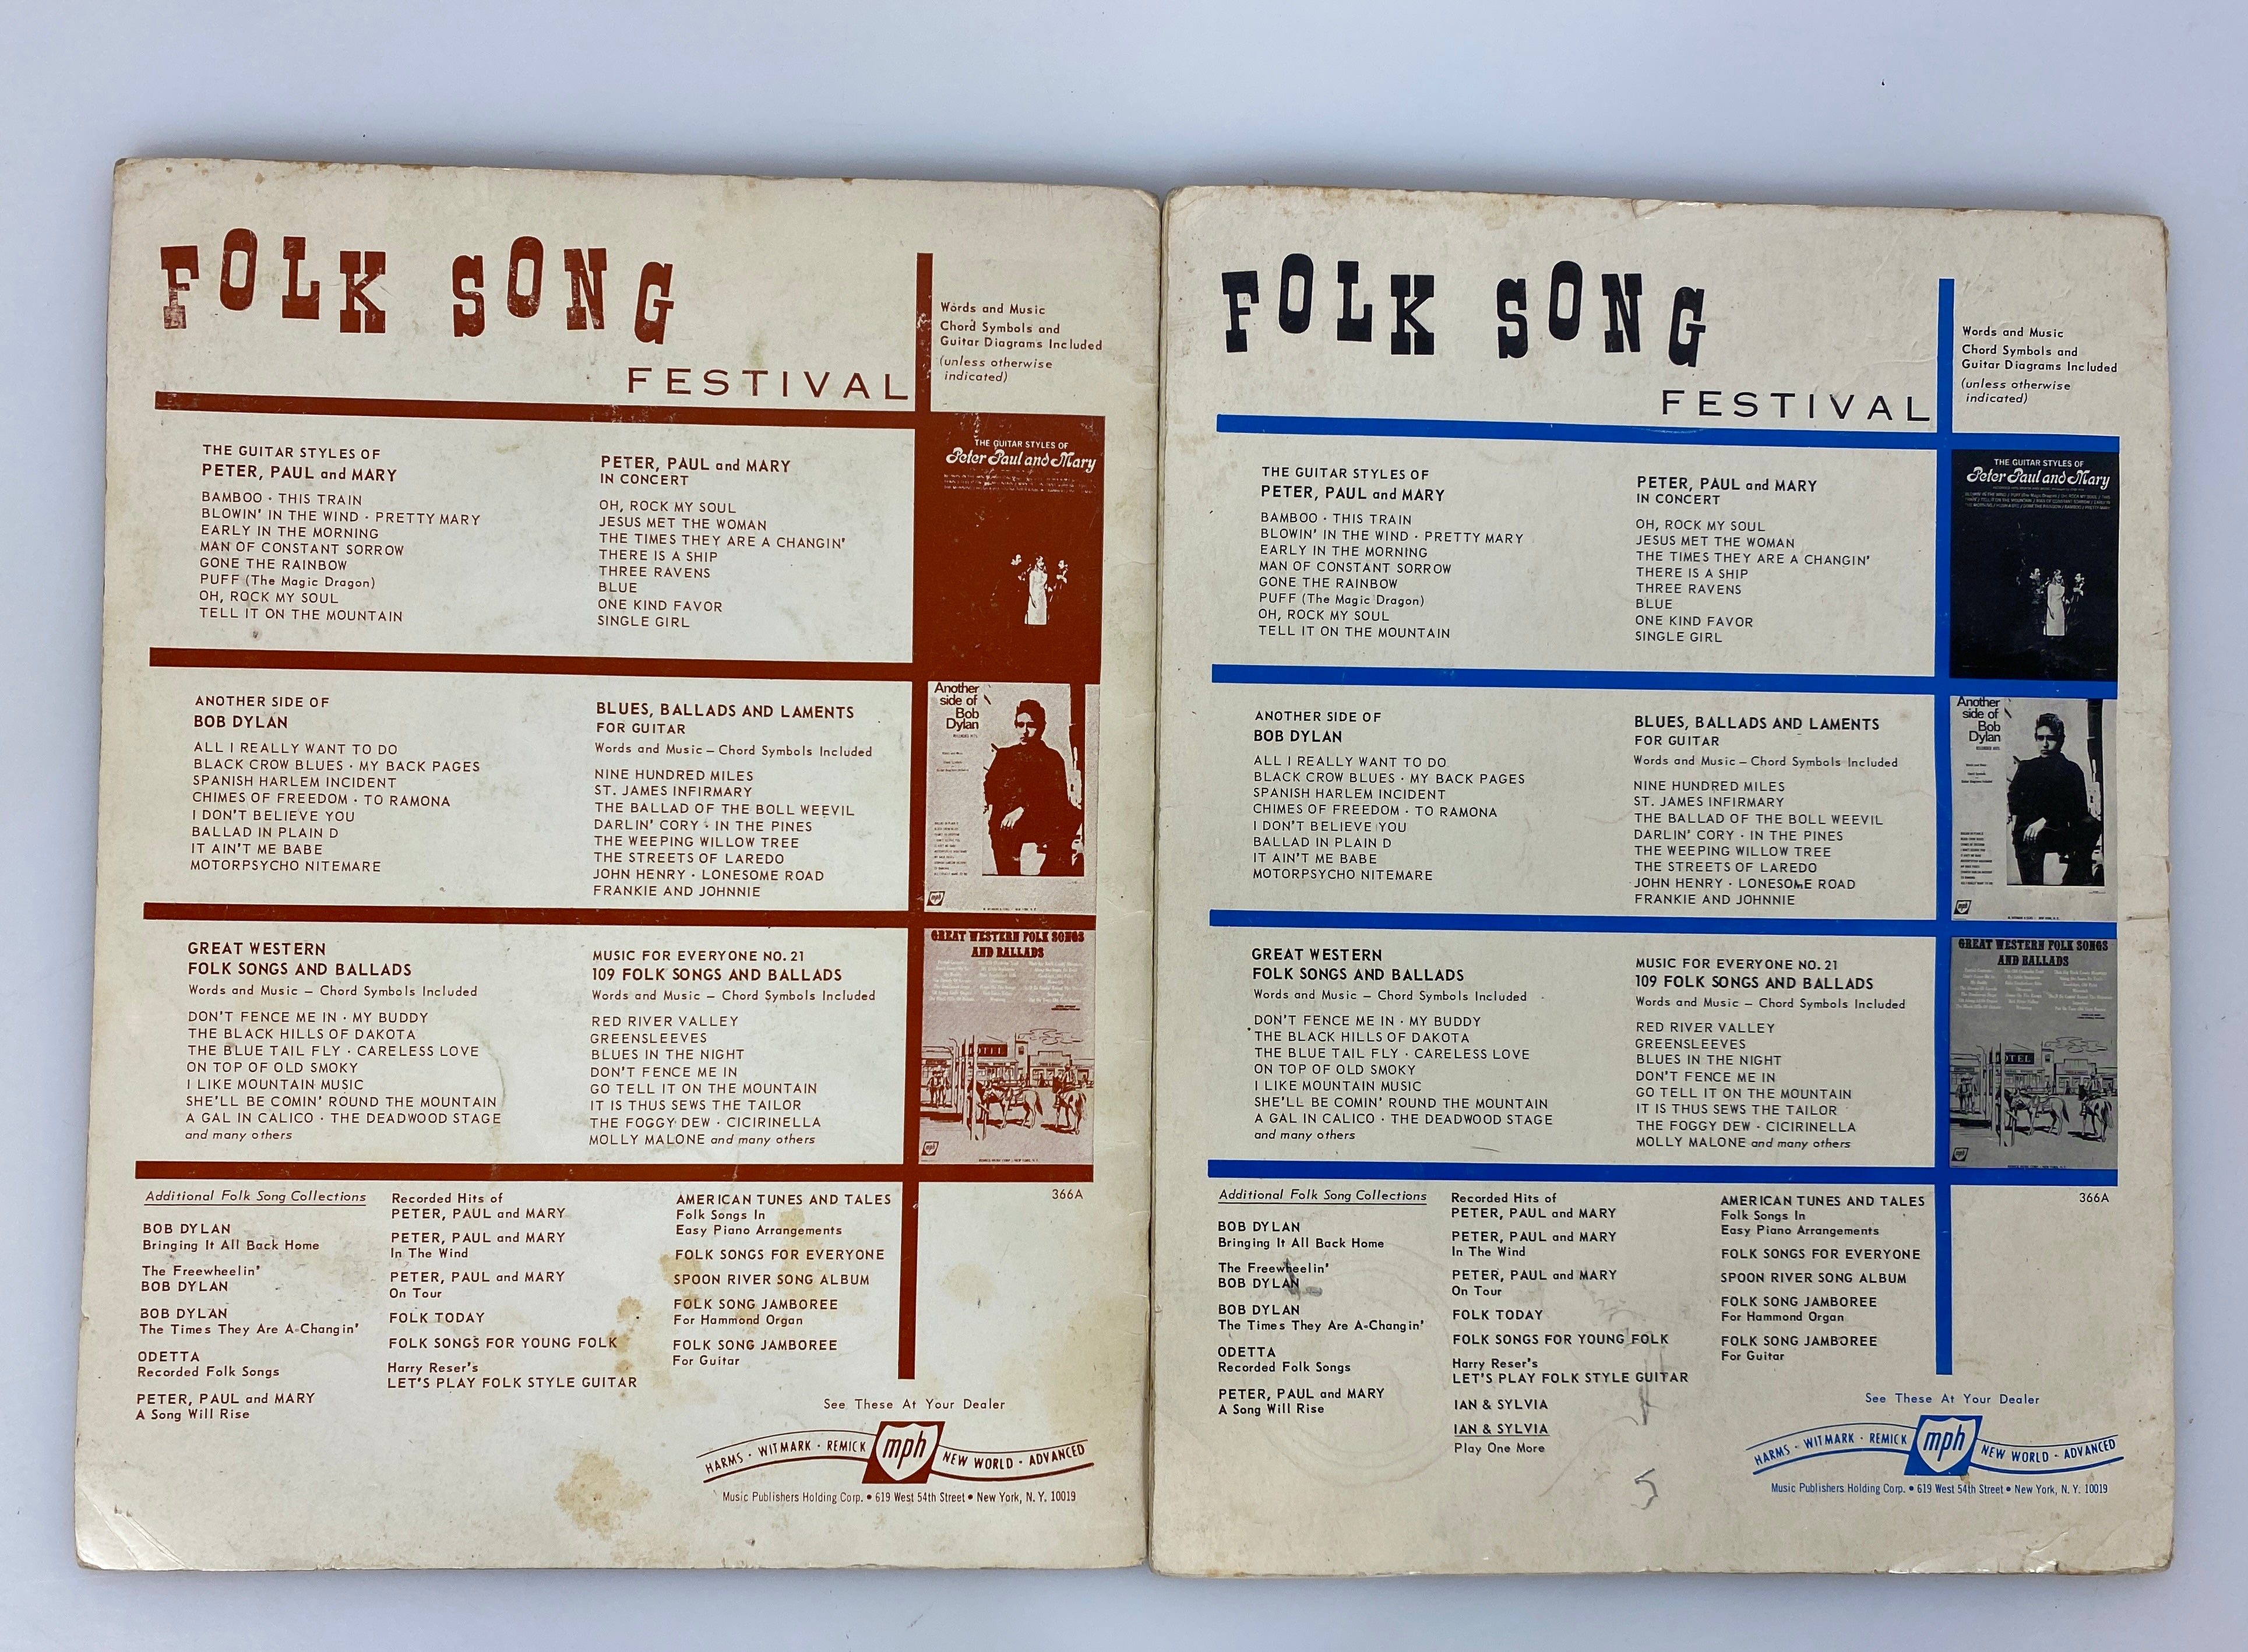 FOLK SONG
FESTIVAL
Words and Music
Chord Symbols and
Guitar Diagrams Included
(unless otherwise
indicated)
THE GUITAR STYLES OF
PETER, PAUL and MARY
BAMBOO · THIS TRAIN
BLOWIN' IN THE WIND · PRETTY MARY
EARLY IN THE MORNING
MAN OF CONSTANT SORROW
GONE THE RAINBOW
PUFF (The Magic Dragon)
OH, ROCK MY SOUL
TELL IT ON THE MOUNTAIN
PETER, PAUL and MARY
IN CONCERT
OH, ROCK MY SOUL
JESUS MET THE WOMAN
THE TIMES THEY ARE A CHANGIN'
THERE IS A SHIP
THREE RAVENS
BLUE
ONE KIND FAVOR
SINGLE GIRL
THE GUITAR STYLES OF
Peter Paul and Mary
ANOTHER SIDE OF
BOB DYLAN
ALL I REALLY WANT TO DO
BLACK CROW BLUES · MY BACK PAGES
SPANISH HARLEM INCIDENT
CHIMES OF FREEDOM · TO RAMONA
I DON'T BELIEVE YOU
BALLAD IN PLAIN D
IT AIN'T ME BABE
MOTORPSYCHO NITEMARE
BLUES, BALLADS AND LAMENTS
FOR GUITAR
Words and Music – Chord Symbols Included
NINE HUNDRED MILES
ST. JAMES INFIRMARY
THE BALLAD OF THE BOLL WEEVIL
DARLIN' CORY · IN THE PINES
THE WEEPING WILLOW TREE
THE STREETS OF LAREDO
JOHN HENRY · LONESOME ROAD
FRANKIE AND JOHNNIE
Another
side of
Bob
Dylan
mph
GREAT WESTERN
FOLK SONGS AND BALLADS
Words and Music – Chord Symbols Included
DON'T FENCE ME IN · MY BUDDY
THE BLACK HILLS OF DAKOTA
THE BLUE TAIL FLY · CARELESS LOVE
ON TOP OF OLD SMOKY
I LIKE MOUNTAIN MUSIC
SHE'LL BE COMIN' ROUND THE MOUNTAIN
A GAL IN CALICO · THE DEADWOOD STAGE
and many others
MUSIC FOR EVERYONE NO. 21
109 FOLK SONGS AND BALLADS
Words and Music – Chord Symbols Included
RED RIVER VALLEY
GREENSLEEVES
BLUES IN THE NIGHT
DON'T FENCE ME IN
GO TELL IT ON THE MOUNTAIN
IT IS THUS SEWS THE TAILOR
THE FOGGY DEW · CICIRINELLA
MOLLY MALONE and many others
GREAT WESTERN FOLK SONGS
AND BALLADS
mph
Additional Folk Song Collections
BOB DYLAN
Bringing It All Back Home
The Freewheelin'
BOB DYLAN
BOB DYLAN
The Times They Are A-Changin'
ODETTA
Recorded Folk Songs
PETER, PAUL and MARY
A Song Will Rise
Recorded Hits of
PETER, PAUL and MARY
PETER, PAUL and MARY
In The Wind
PETER, PAUL and MARY
On Tour
FOLK TODAY
FOLK SONGS FOR YOUNG FOLK
Harry Reser's
LET'S PLAY FOLK STYLE GUITAR
AMERICAN TUNES AND TALES
Folk Songs In
Easy Piano Arrangements
FOLK SONGS FOR EVERYONE
SPOON RIVER SONG ALBUM
FOLK SONG JAMBOREE
For Hammond Organ
FOLK SONG JAMBOREE
For Guitar
366A
See These At Your Dealer
HARMS · WITMARK · REMICK mph NEW WORLD · ADVANCED
Music Publishers Holding Corp. • 619 West 54th Street • New York, N. Y. 10019
FOLK SONG
FESTIVAL
Words and Music
Chord Symbols and
Guitar Diagrams Included
(unless otherwise
indicated)
THE GUITAR STYLES OF
PETER, PAUL and MARY
BAMBOO · THIS TRAIN
BLOWIN' IN THE WIND · PRETTY MARY
EARLY IN THE MORNING
MAN OF CONSTANT SORROW
GONE THE RAINBOW
PUFF (The Magic Dragon)
OH, ROCK MY SOUL
TELL IT ON THE MOUNTAIN
PETER, PAUL and MARY
IN CONCERT
OH, ROCK MY SOUL
JESUS MET THE WOMAN
THE TIMES THEY ARE A CHANGIN'
THERE IS A SHIP
THREE RAVENS
BLUE
ONE KIND FAVOR
SINGLE GIRL
THE GUITAR STYLES OF
Peter Paul and Mary
ANOTHER SIDE OF
BOB DYLAN
ALL I REALLY WANT TO DO
BLACK CROW BLUES · MY BACK PAGES
SPANISH HARLEM INCIDENT
CHIMES OF FREEDOM · TO RAMONA
I DON'T BELIEVE YOU
BALLAD IN PLAIN D
IT AIN'T ME BABE
MOTORPSYCHO NITEMARE
BLUES, BALLADS AND LAMENTS
FOR GUITAR
Words and Music – Chord Symbols Included
NINE HUNDRED MILES
ST. JAMES INFIRMARY
THE BALLAD OF THE BOLL WEEVIL
DARLIN' CORY · IN THE PINES
THE WEEPING WILLOW TREE
THE STREETS OF LAREDO
JOHN HENRY · LONESOME ROAD
FRANKIE AND JOHNNIE
Another
side of
Bob
Dylan
mph
GREAT WESTERN
FOLK SONGS AND BALLADS
Words and Music – Chord Symbols Included
DON'T FENCE ME IN · MY BUDDY
THE BLACK HILLS OF DAKOTA
THE BLUE TAIL FLY · CARELESS LOVE
ON TOP OF OLD SMOKY
I LIKE MOUNTAIN MUSIC
SHE'LL BE COMIN' ROUND THE MOUNTAIN
A GAL IN CALICO · THE DEADWOOD STAGE
and many others
MUSIC FOR EVERYONE NO. 21
109 FOLK SONGS AND BALLADS
Words and Music – Chord Symbols Included
RED RIVER VALLEY
GREENSLEEVES
BLUES IN THE NIGHT
DON'T FENCE ME IN
GO TELL IT ON THE MOUNTAIN
IT IS THUS SEWS THE TAILOR
THE FOGGY DEW · CICIRINELLA
MOLLY MALONE and many others
GREAT WESTERN FOLK SONGS
AND BALLADS
mph
Additional Folk Song Collections
BOB DYLAN
Bringing It All Back Home
The Freewheelin'
BOB DYLAN
BOB DYLAN
The Times They Are A-Changin'
ODETTA
Recorded Folk Songs
PETER, PAUL and MARY
A Song Will Rise
Recorded Hits of
PETER, PAUL and MARY
PETER, PAUL and MARY
In The Wind
PETER, PAUL and MARY
On Tour
FOLK TODAY
FOLK SONGS FOR YOUNG FOLK
Harry Reser's
LET'S PLAY FOLK STYLE GUITAR
IAN & SYLVIA
IAN & SYLVIA
Play One More
5
AMERICAN TUNES AND TALES
Folk Songs In
Easy Piano Arrangements
FOLK SONGS FOR EVERYONE
SPOON RIVER SONG ALBUM
FOLK SONG JAMBOREE
For Hammond Organ
FOLK SONG JAMBOREE
For Guitar
366A
See These At Your Dealer
HARMS · WITMARK · REMICK mph NEW WORLD · ADVANCED
Music Publishers Holding Corp. • 619 West 54th Street • New York, N. Y. 10019